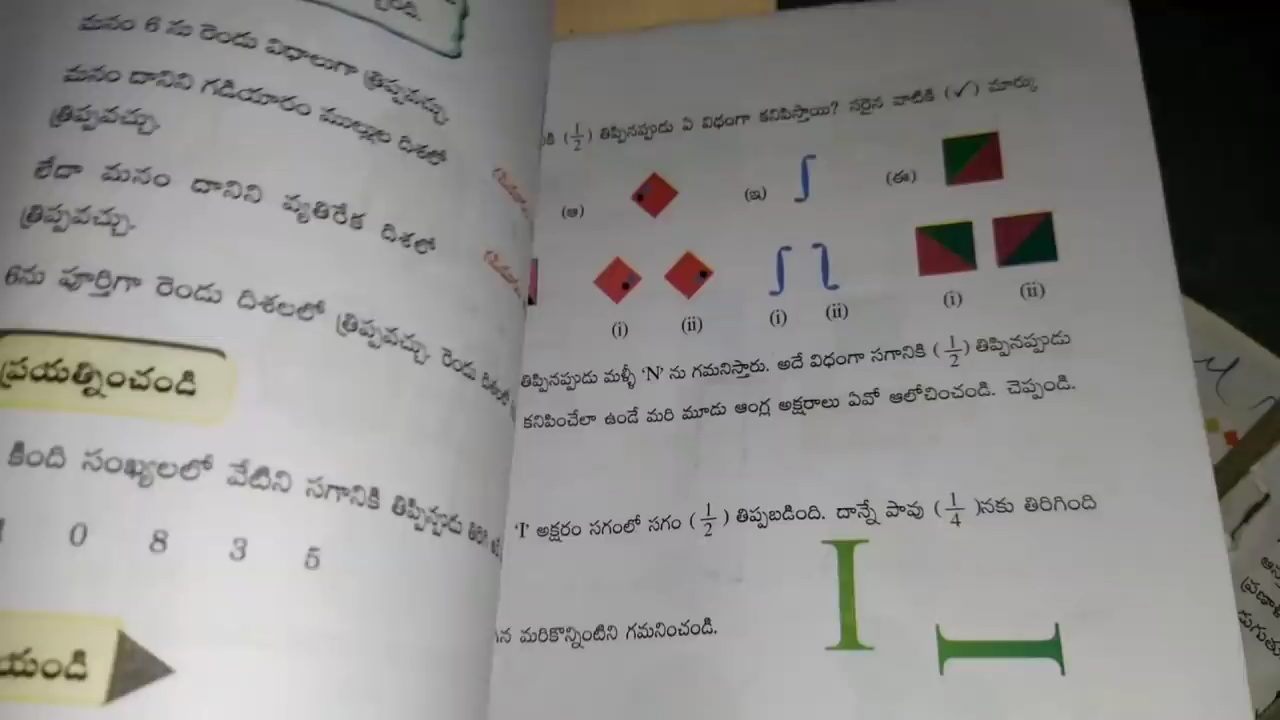 మనం 6 ను రెండు విధాలుగా త్రిప్పవచ్చు.
మనం దానిని గడియారం ముల్లుల దిశలో
త్రిప్పవచ్చు.
లేదా మనం దానిని వ్యతిరేక దిశలో
త్రిప్పవచ్చు.
6ను పూర్తిగా రెండు దిశలలో త్రిప్పవచ్చు. రెండు
ప్రయత్నించండి
కింది సంఖ్యలలో వేటిని సగానికి తిప్పినప్పుడు
0 8 3 5
యండి
(1/2) తిప్పినప్పుడు ఏ విధంగా కనిపిస్తాయి? సరైన వాటికి (✓) మార్కు
(ఆ) (ఇ) (ఈ)
(i) (ii) (i) (ii) (i) (ii)
తిప్పినప్పుడు మళ్ళీ 'N' ను గమనిస్తారు. అదే విధంగా సగానికి (1/2) తిప్పినప్పుడు
కనిపించేలా ఉండే మరి మూడు ఆంగ్ల అక్షరాలు ఏవో ఆలోచించండి. చెప్పండి.
'I' అక్షరం సగంలో సగం (1/2) తిప్పబడింది. దాన్నే పావు (1/4)నకు తిరిగింది
మరికొన్నింటిని గమనించండి.
I
I